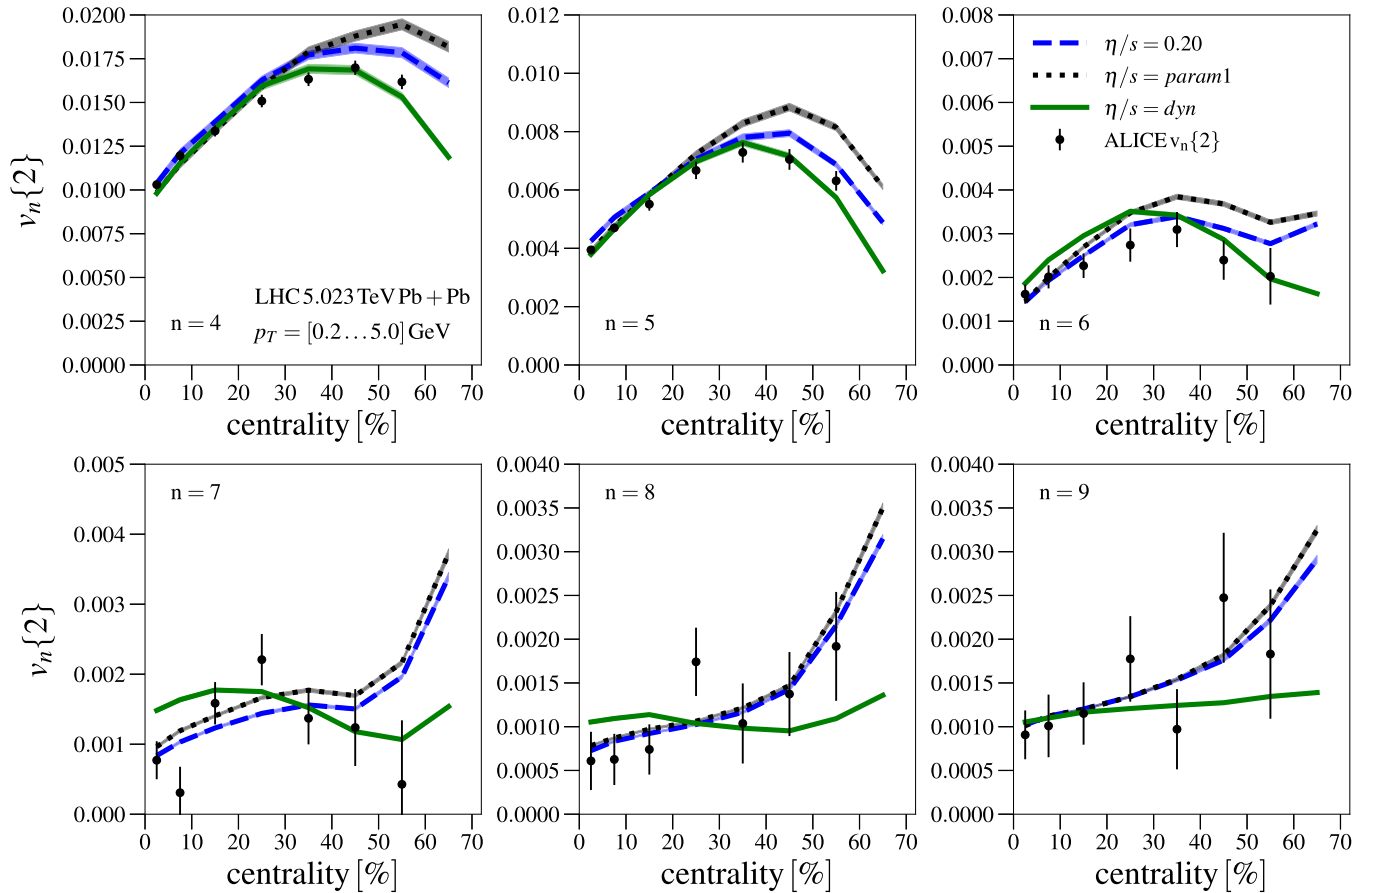 v_n{2}
0.0200
0.0175
0.0150
0.0125
0.0100
0.0075
0.0050
0.0025
0.0000
LHC 5.023 TeV Pb + Pb
n = 4
p_T = [0.2 … 5.0] GeV
0 10 20 30 40 50 60 70
centrality [%]
0.012
0.010
0.008
0.006
0.004
0.002
0.000
n = 5
0 10 20 30 40 50 60 70
centrality [%]
0.008
0.007
0.006
0.005
0.004
0.003
0.002
0.001
0.000
η/s = 0.20
η/s = param1
η/s = dyn
ALICE v_n{2}
n = 6
0 10 20 30 40 50 60 70
centrality [%]
v_n{2}
0.005
0.004
0.003
0.002
0.001
0.000
n = 7
0 10 20 30 40 50 60 70
centrality [%]
0.0040
0.0035
0.0030
0.0025
0.0020
0.0015
0.0010
0.0005
0.0000
n = 8
0 10 20 30 40 50 60 70
centrality [%]
0.0040
0.0035
0.0030
0.0025
0.0020
0.0015
0.0010
0.0005
0.0000
n = 9
0 10 20 30 40 50 60 70
centrality [%]